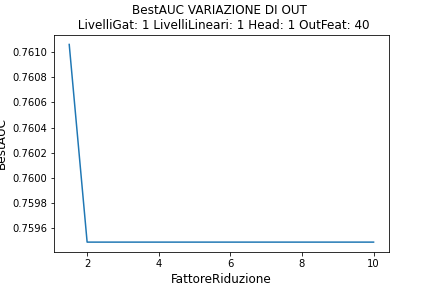 BestAUC VARIAZIONE DI OUT
LivelliGat: 1 LivelliLineari: 1 Head: 1 OutFeat: 40
0.7610
0.7608
0.7606
0.7604
0.7602
0.7600
0.7598
0.7596
BestAUC
2 4 6 8 10
FattoreRiduzione